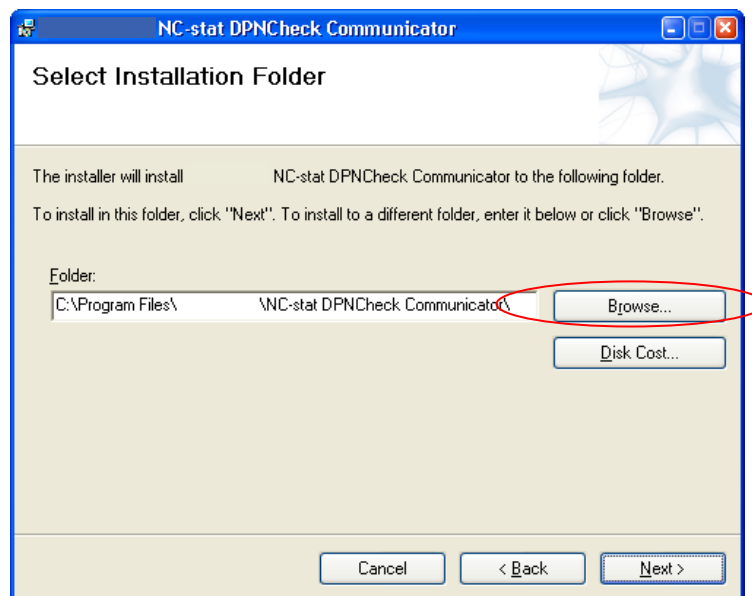 NC-stat DPNCheck Communicator
Select Installation Folder
The installer will install NC-stat DPNCheck Communicator to the following folder.
To install in this folder, click "Next". To install to a different folder, enter it below or click "Browse".
Folder:
C:\Program Files\ \NC-stat DPNCheck Communicator\
Browse...
Disk Cost...
Cancel
< Back
Next >